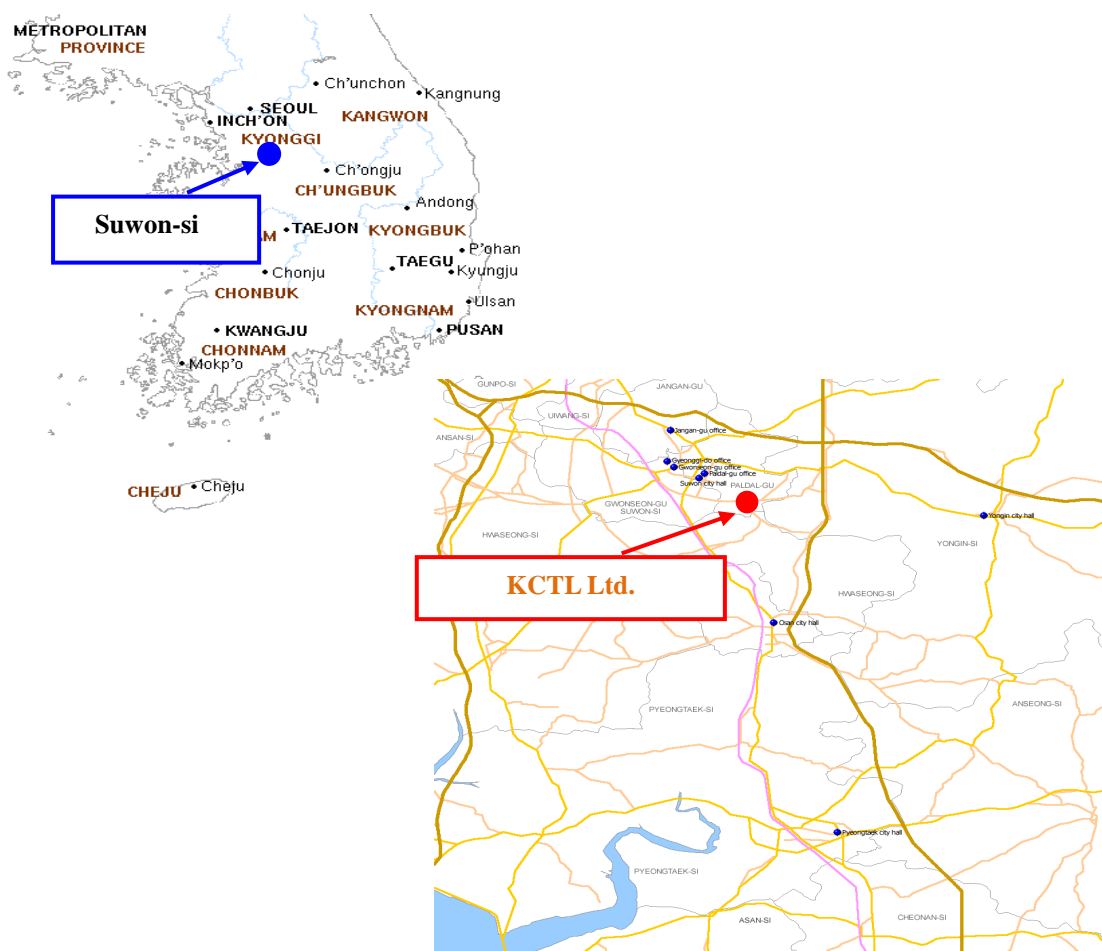 METROPOLITAN
PROVINCE
Ch'unchon
Kangnung
SEOUL
INCH'ON
KANGWON
KYONGGI
Ch'ongju
CH'UNGBUK
Suwon-si
Andong
TAEJON
KYONGBUK
AM
P'ohan
TAEGU
Kyungju
Chonju
CHONBUK
Ulsan
KYONGNAM
KWANGJU
PUSAN
CHONNAM
Mokp'o
CHEJU
Cheju
GUNPO-SI
JANGAN-GU
UIWANG-SI
Jangan-gu office
ANSAN-SI
Gyeonggi-do office
Gwonseon-gu office
Paldal-gu office
Suwon city hall
PALDAL-GU
GWONSEON-GU
SUWON-SI
Yongin city hall
HWASEONG-SI
YONGIN-SI
KCTL Ltd.
HWASEONG-SI
Osan city hall
PYEONGTAEK-SI
ANSEONG-SI
Pyeongtaek city hall
PYEONGTAEK-SI
ASAN-SI
CHEONAN-SI